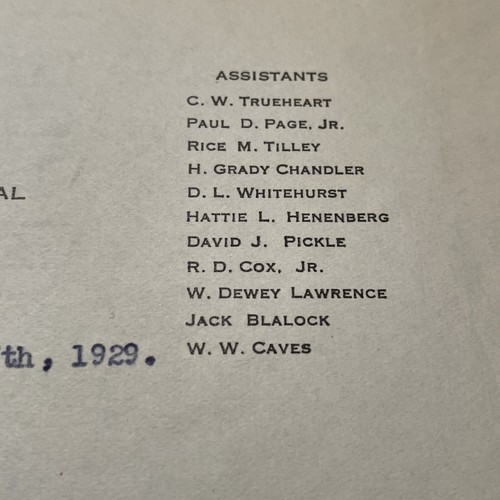 ASSISTANTS
C. W. TRUEHEART
PAUL D. PAGE, JR.
RICE M. TILLEY
H. GRADY CHANDLER
AL
D. L. WHITEHURST
HATTIE L. HENENBERG
DAVID J. PICKLE
R. D. COX, JR.
W. DEWEY LAWRENCE
JACK BLALOCK
th, 1929.
W. W. CAVES